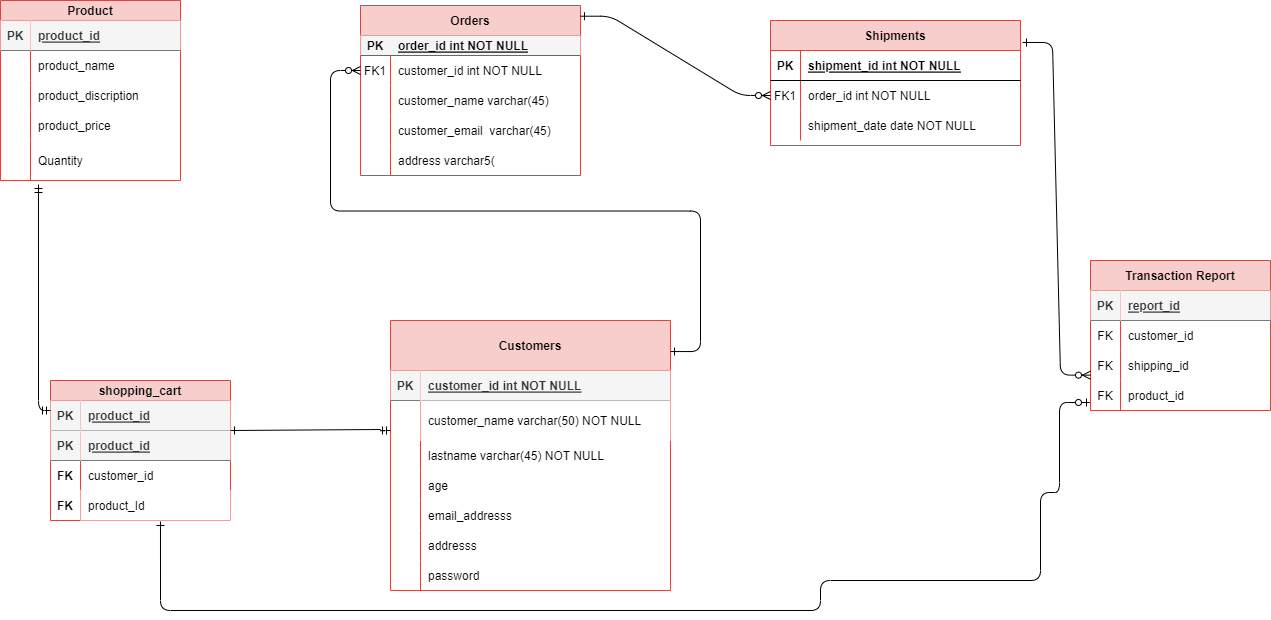 Product
PK product_id
product_name
product_discription
product_price
Quantity
Orders
PK order_id int NOT NULL
FK1 customer_id int NOT NULL
customer_name varchar(45)
customer_email varchar(45)
address varchar5(
Shipments
PK shipment_id int NOT NULL
FK1 order_id int NOT NULL
shipment_date date NOT NULL
Transaction Report
PK report_id
FK customer_id
FK shipping_id
FK product_id
Customers
PK customer_id int NOT NULL
customer_name varchar(50) NOT NULL
lastname varchar(45) NOT NULL
age
email_addresss
addresss
password
shopping_cart
PK product_id
PK product_id
FK customer_id
FK product_Id